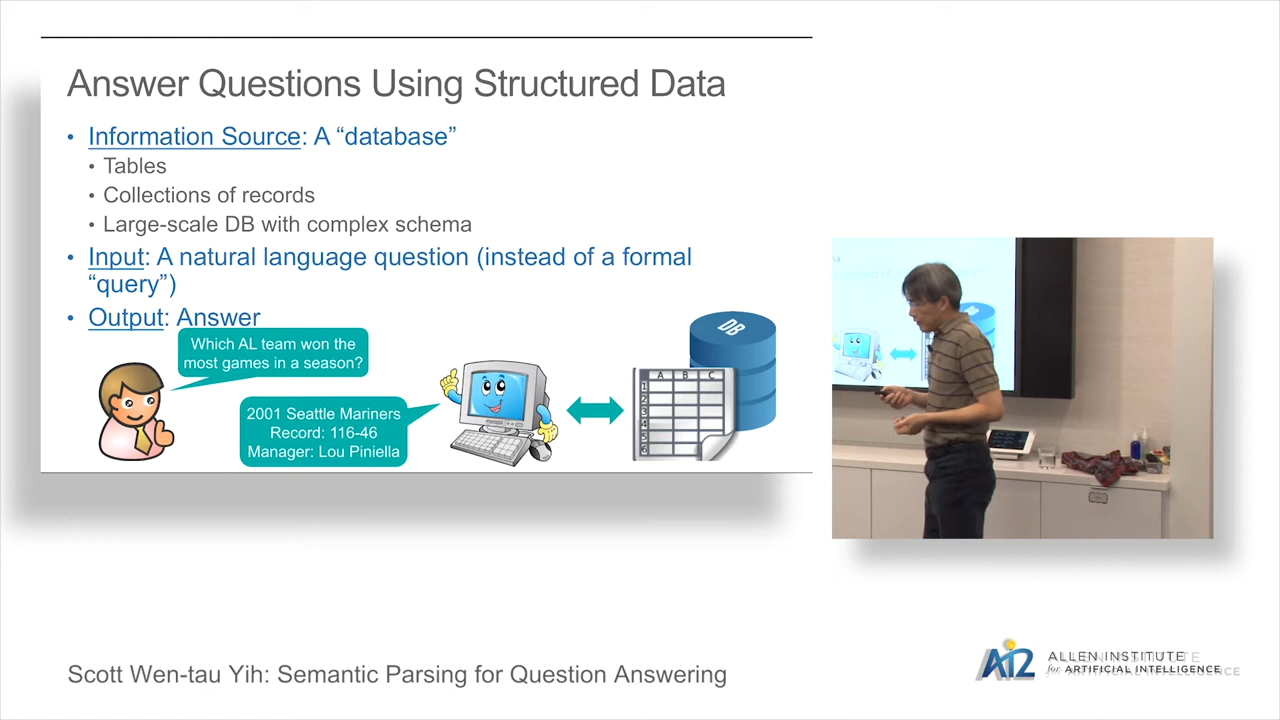 Answer Questions Using Structured Data
• Information Source: A “database”
• Tables
• Collections of records
• Large-scale DB with complex schema
• Input: A natural language question (instead of a formal
“query”)
• Output: Answer
Which AL team won the
most games in a season?
2001 Seattle Mariners
Record: 116-46
Manager: Lou Piniella
DB
A B C
1
2
3
4
5
6
Scott Wen-tau Yih: Semantic Parsing for Question Answering
AI2
ALLEN INSTITUTE
for ARTIFICIAL INTELLIGENCE